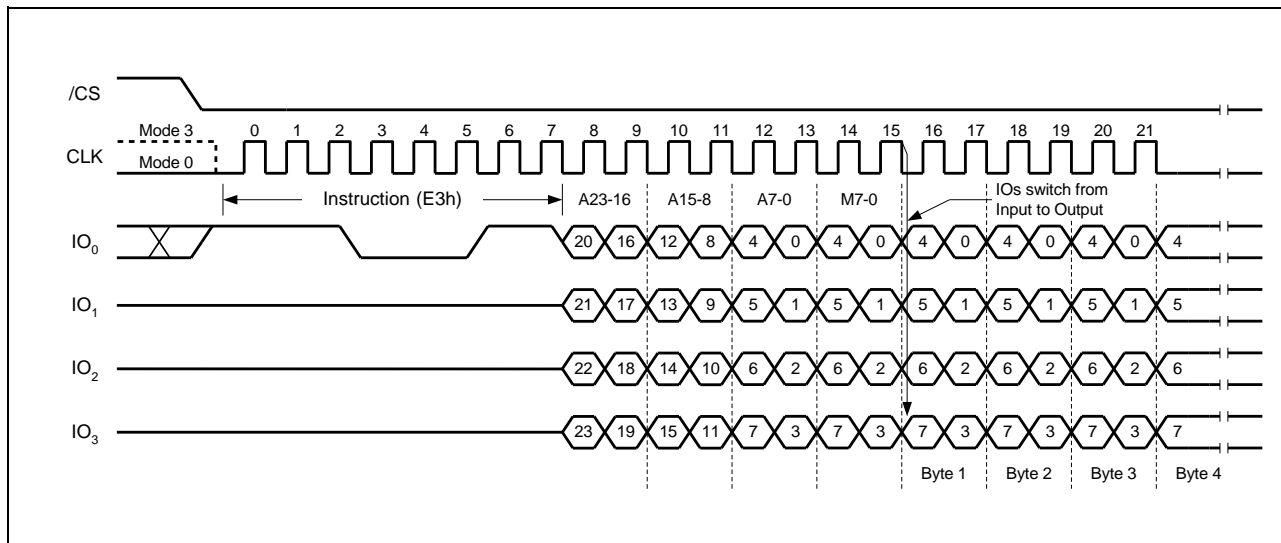 /CS
Mode 3 0 1 2 3 4 5 6 7 8 9 10 11 12 13 14 15 16 17 18 19 20 21
CLK
Mode 0
Instruction (E3h) A23-16 A15-8 A7-0 M7-0 IOs switch from
Input to Output
IO0 20 16 12 8 4 0 4 0 4 0 4 0 4 0 4
IO1 21 17 13 9 5 1 5 1 5 1 5 1 5 1 5
IO2 22 18 14 10 6 2 6 2 6 2 6 2 6 2 6
IO3 23 19 15 11 7 3 7 3 7 3 7 3 7 3 7
Byte 1 Byte 2 Byte 3 Byte 4